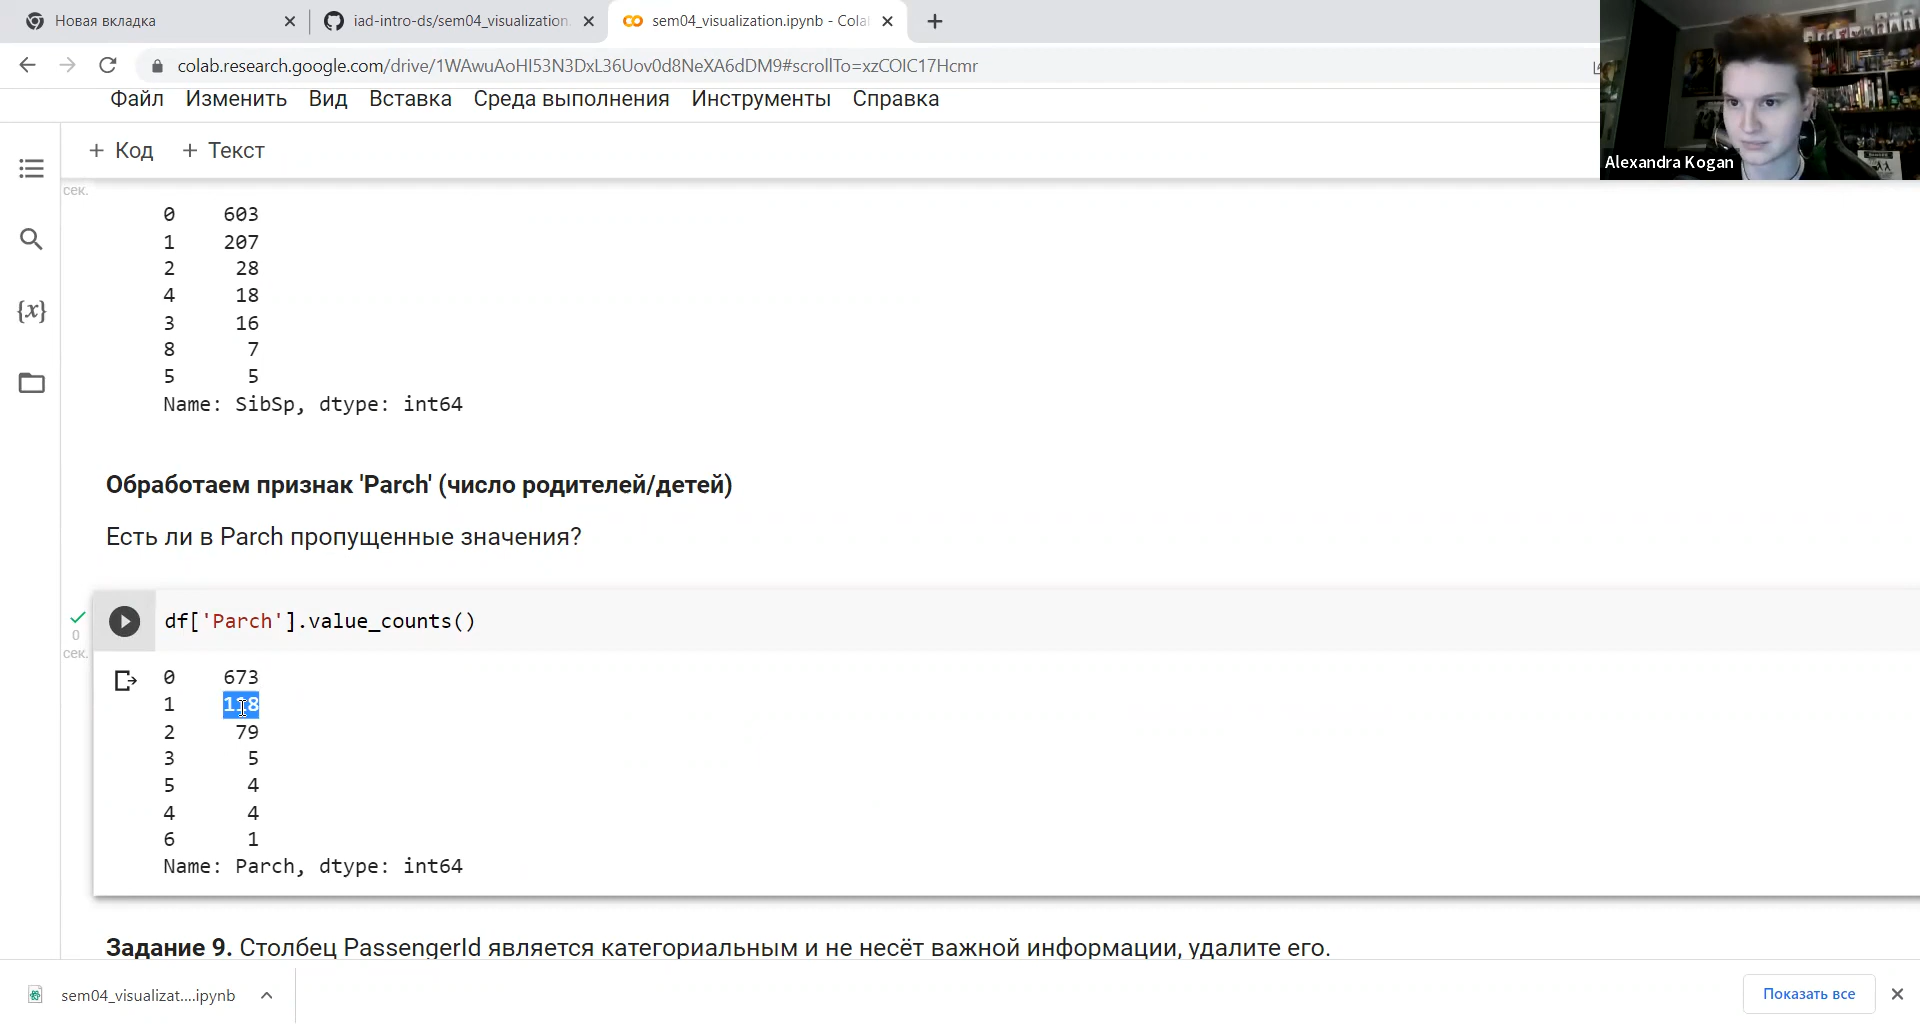 Новая вкладка
iad-intro-ds/sem04_visualization.
sem04_visualization.ipynb - Cola
colab.research.google.com/drive/1WAwuAoHI53N3DxL36Uov0d8NeXA6dDM9#scrollTo=xzCOIC17Hcmr
Файл Изменить Вид Вставка Среда выполнения Инструменты Справка
Alexandra Kogan
+ Код + Текст
сек.
0 603
1 207
2 28
4 18
3 16
8 7
5 5
Name: SibSp, dtype: int64
Обработаем признак 'Parch' (число родителей/детей)
Есть ли в Parch пропущенные значения?
df['Parch'].value_counts()
0
сек.
0 673
1 118
2 79
3 5
5 4
4 4
6 1
Name: Parch, dtype: int64
Задание 9. Столбец PassengerId является категориальным и не несёт важной информации, удалите его.
sem04_visualizat....ipynb
Показать все